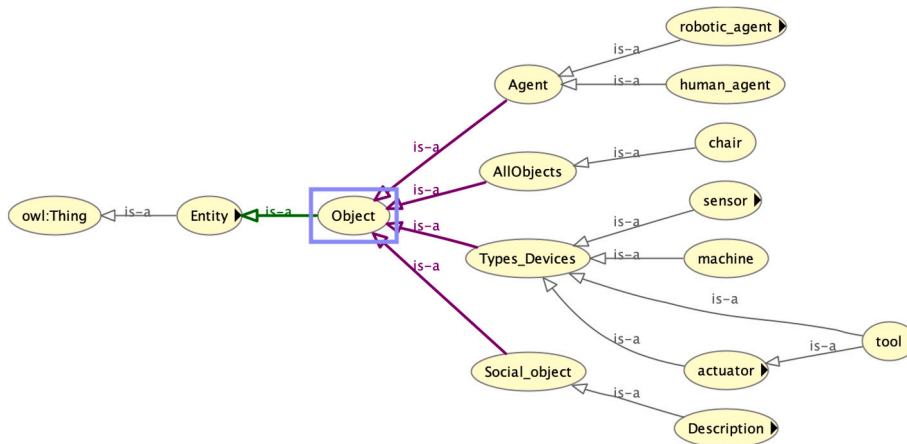 robotic_agent
is-a
Agent
is-a
human_agent
is-a
is-a
AllObjects
is-a
chair
is-a
owl:Thing
is-a
Entity
is-a
Object
is-a
Types_Devices
is-a
sensor
is-a
machine
is-a
is-a
tool
is-a
actuator
is-a
is-a
Social_object
is-a
Description